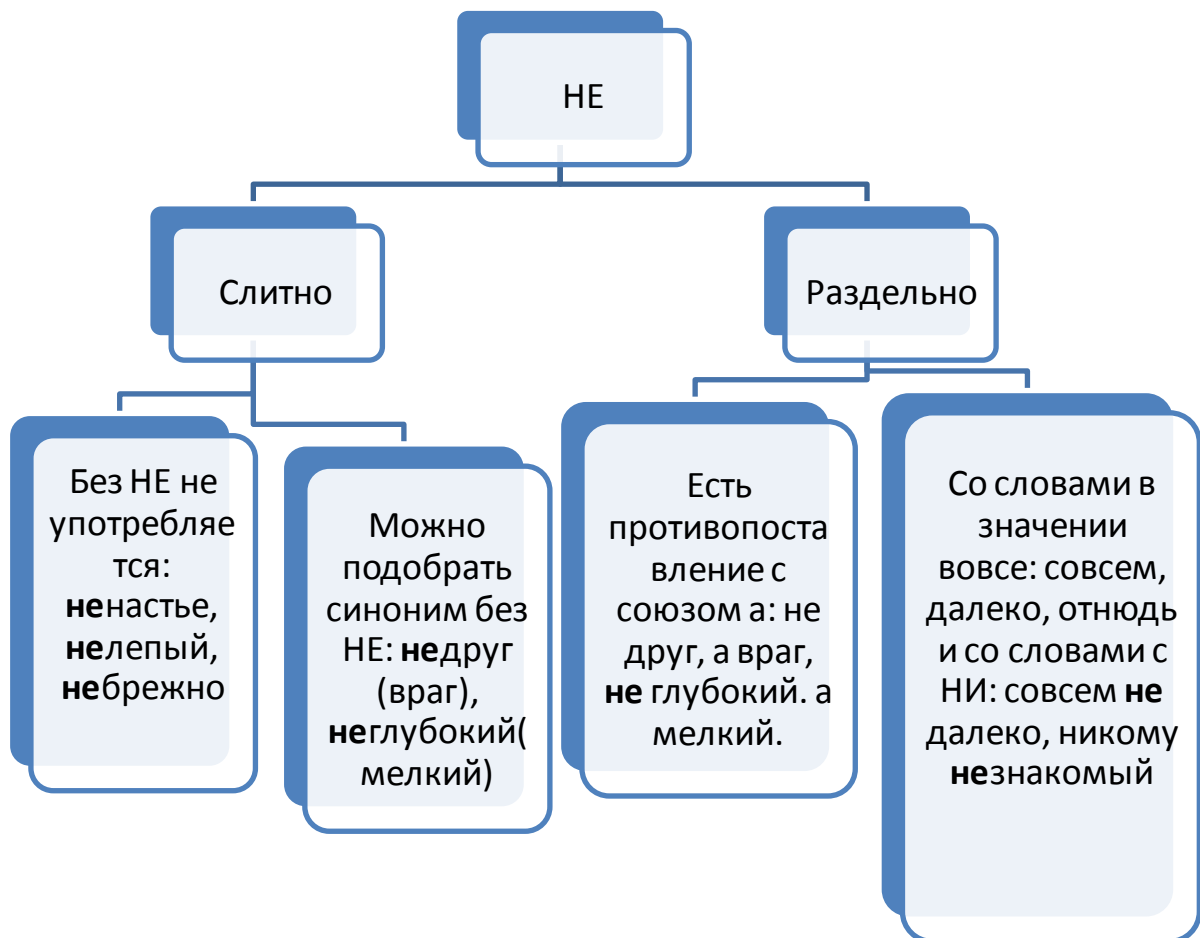 НЕ
Слитно
Раздельно
Без НЕ не
употребляе
тся:
ненастье,
нелепый,
небрежно
Можно
подобрать
синоним без
НЕ: недруг
(враг),
неглубокий(
мелкий)
Есть
противопоста
вление с
союзом а: не
друг, а враг,
не глубокий. а
мелкий.
Со словами в
значении
вовсе: совсем,
далеко, отнюдь
и со словами с
НИ: совсем не
далеко, никому
незнакомый